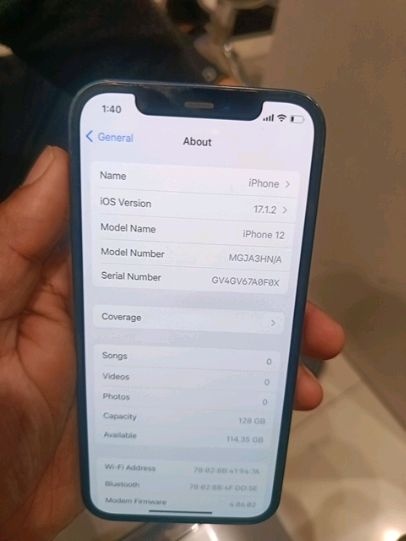 1:40
General
About
Name iPhone
iOS Version 17.1.2
Model Name iPhone 12
Model Number MGJA3HN/A
Serial Number GV4GV67A0F0X
Coverage
Songs 0
Videos 0
Photos 0
Capacity 128 GB
Available 114.35 GB
Wi-Fi Address
Bluetooth
Modem Firmware